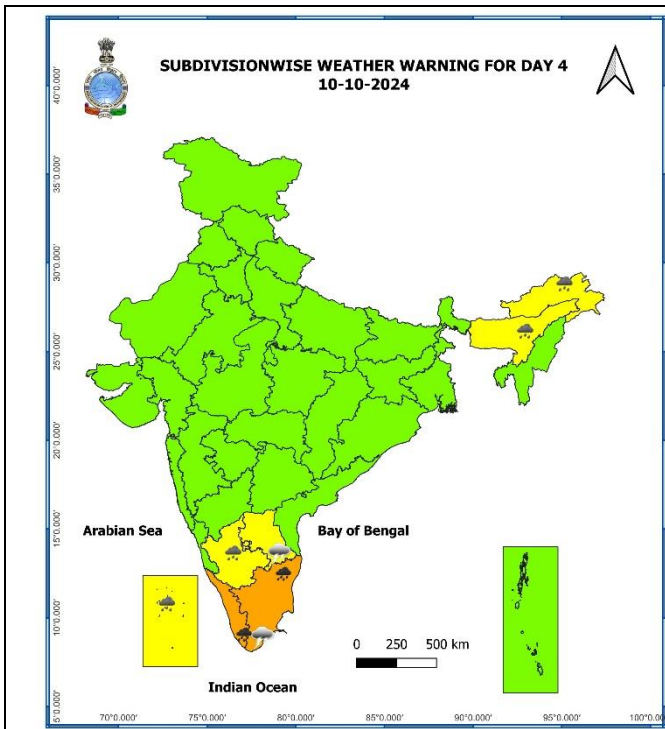 SUBDIVISIONWISE WEATHER WARNING FOR DAY 4
10-10-2024
40°0.000'
35°0.000'
30°0.000'
25°0.000'
20°0.000'
15°0.000'
10°0.000'
5°0.000'
Arabian Sea
Bay of Bengal
0 250 500 km
Indian Ocean
70°0.000' 75°0.000' 80°0.000' 85°0.000' 90°0.000' 95°0.000' 100°0.000'